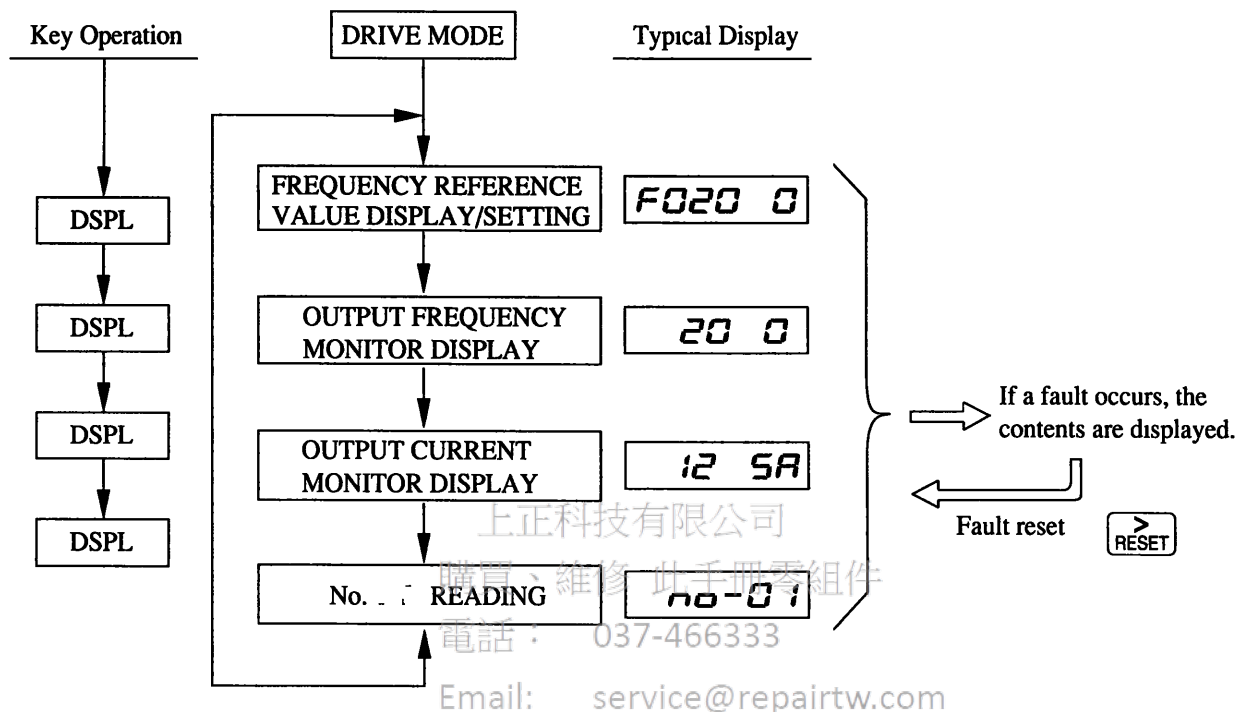 Key Operation
DRIVE MODE
Typical Display
DSPL
FREQUENCY REFERENCE
VALUE DISPLAY/SETTING
F020 0
DSPL
OUTPUT FREQUENCY
MONITOR DISPLAY
20 0
DSPL
OUTPUT CURRENT
MONITOR DISPLAY
12 5A
DSPL
No. READING
no-01
If a fault occurs, the
contents are displayed.
Fault reset
>
RESET
上正科技有限公司
購買、維修 此手冊零組件
電話： 037-466333
Email: service@repairtw.com